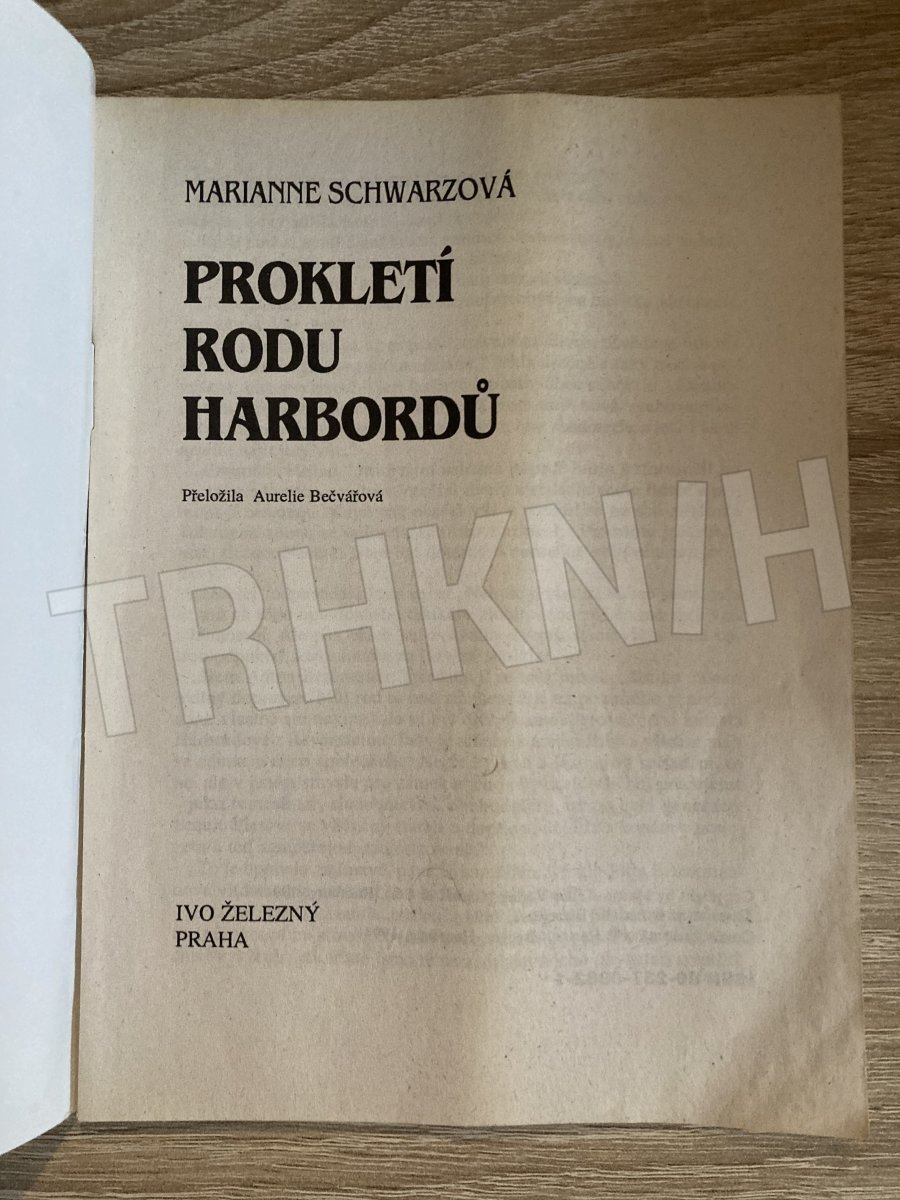 MARIANNE SCHWARZOVÁ
PROKLETÍ
RODU
HARBORDŮ
Přeložila Aurelie Bečvářová
TRHKNIH
IVO ŽELEZNÝ
PRAHA